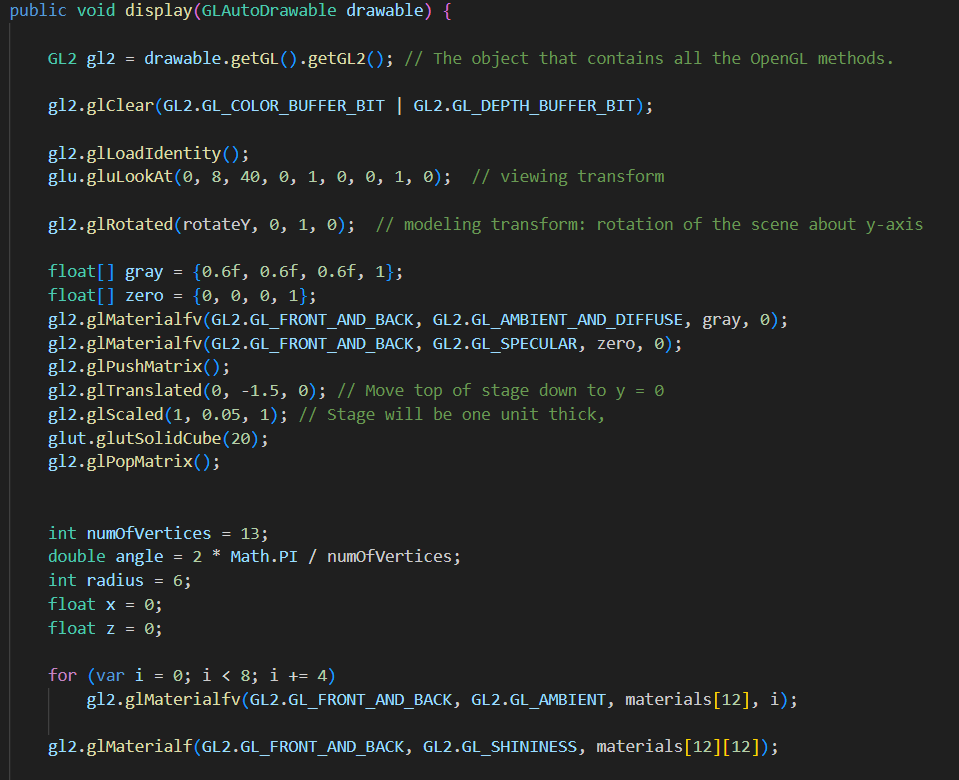 public void display(GLAutoDrawable drawable) {
GL2 gl2 = drawable.getGL().getGL2(); // The object that contains all the OpenGL methods.
gl2.glClear(GL2.GL_COLOR_BUFFER_BIT | GL2.GL_DEPTH_BUFFER_BIT);
gl2.glLoadIdentity();
glu.gluLookAt(0, 8, 40, 0, 1, 0, 0, 1, 0);  // viewing transform
gl2.glRotated(rotateY, 0, 1, 0);  // modeling transform: rotation of the scene about y-axis
float[] gray = {0.6f, 0.6f, 0.6f, 1};
float[] zero = {0, 0, 0, 1};
gl2.glMaterialfv(GL2.GL_FRONT_AND_BACK, GL2.GL_AMBIENT_AND_DIFFUSE, gray, 0);
gl2.glMaterialfv(GL2.GL_FRONT_AND_BACK, GL2.GL_SPECULAR, zero, 0);
gl2.glPushMatrix();
gl2.glTranslated(0, -1.5, 0); // Move top of stage down to y = 0
gl2.glScaled(1, 0.05, 1); // Stage will be one unit thick,
glut.glutSolidCube(20);
gl2.glPopMatrix();
int numOfVertices = 13;
double angle = 2 * Math.PI / numOfVertices;
int radius = 6;
float x = 0;
float z = 0;
for (var i = 0; i < 8; i += 4)
gl2.glMaterialfv(GL2.GL_FRONT_AND_BACK, GL2.GL_AMBIENT, materials[12], i);
gl2.glMaterialf(GL2.GL_FRONT_AND_BACK, GL2.GL_SHININESS, materials[12][12]);